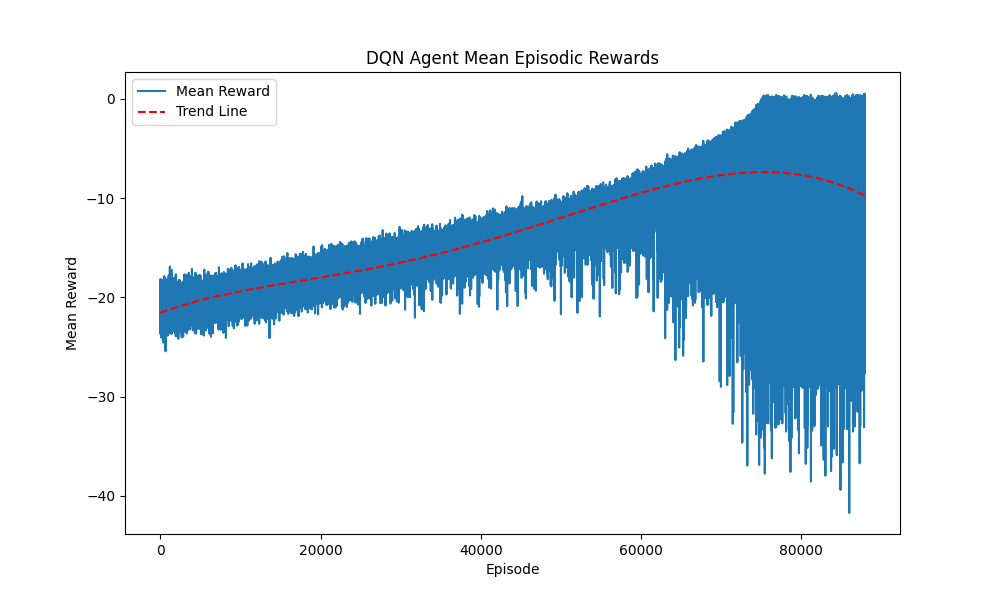 DQN Agent Mean Episodic Rewards
Mean Reward
Trend Line
0
−10
−20
−30
−40
Mean Reward
0
20000
40000
60000
80000
Episode